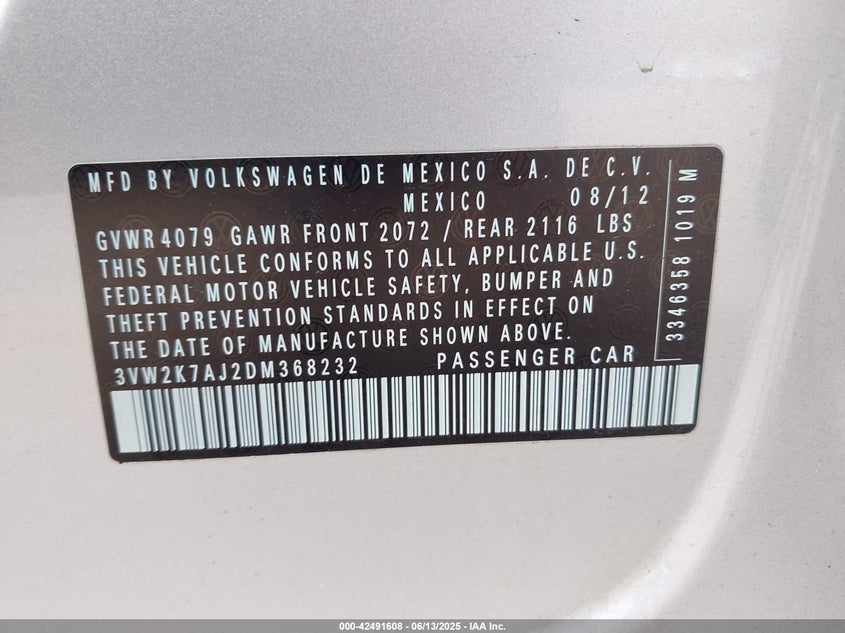 MFD BY VOLKSWAGEN DE MEXICO S.A. DE C.V.
MEXICO 08/12
GVWR 4079 GAWR FRONT 2072 / REAR 2116 LBS
THIS VEHICLE CONFORMS TO ALL APPLICABLE U.S.
FEDERAL MOTOR VEHICLE SAFETY, BUMPER AND
THEFT PREVENTION STANDARDS IN EFFECT ON
THE DATE OF MANUFACTURE SHOWN ABOVE.
3VW2K7AJ2DM368232 PASSENGER CAR
3346358 1019 M
000-42491608 - 06/13/2025 - IAA Inc.